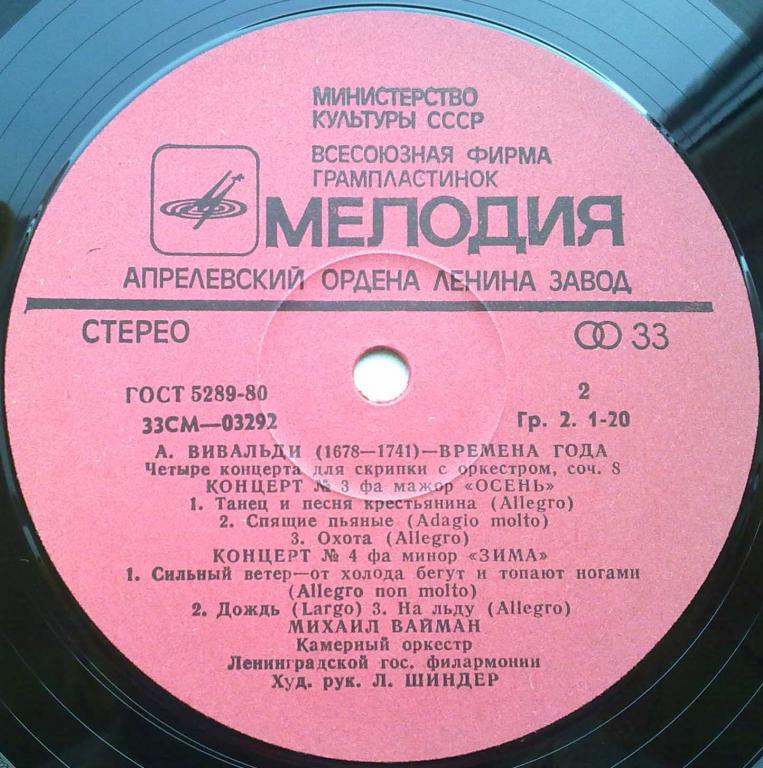 МИНИСТЕРСТВО
КУЛЬТУРЫ СССР
ВСЕСОЮЗНАЯ ФИРМА
ГРАМПЛАСТИНОК
МЕЛОДИЯ
АПРЕЛЕВСКИЙ ОРДЕНА ЛЕНИНА ЗАВОД
СТЕРЕО 33
ГОСТ 5289-80 2
33СМ—03292 Гр. 2. 1-20
А. ВИВАЛЬДИ (1678—1741)—ВРЕМЕНА ГОДА
Четыре концерта для скрипки с оркестром, соч. 8
КОНЦЕРТ № 3 фа мажор «ОСЕНЬ»
1. Танец и песня крестьянина (Allegro)
2. Спящие пьяные (Adagio molto)
3. Охота (Allegro)
КОНЦЕРТ № 4 фа минор «ЗИМА»
1. Сильный ветер—от холода бегут и топают ногами
(Allegro non molto)
2. Дождь (Largo) 3. На льду (Allegro)
МИХАИЛ ВАЙМАН
Камерный оркестр
Ленинградской гос. филармонии
Худ. рук. Л. ШИНДЕР